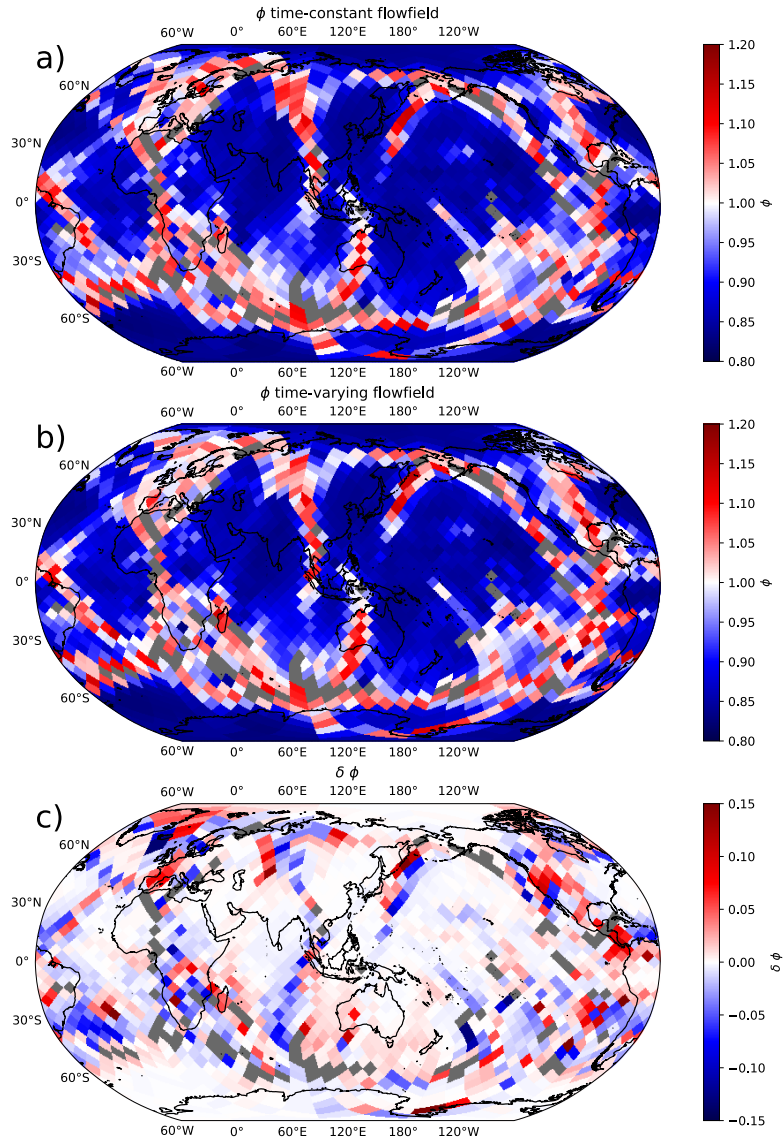 ϕ time-constant flowfield
60°W 0° 60°E 120°E 180°W 120°W
a)
60°N
30°N
0°
30°S
60°S
60°W 0° 60°E 120°E 180°W 120°W
1.20
1.15
1.10
1.05
1.00
0.95
0.90
0.85
0.80
ϕ
ϕ time-varying flowfield
60°W 0° 60°E 120°E 180°W 120°W
b)
60°N
30°N
0°
30°S
60°S
60°W 0° 60°E 120°E 180°W 120°W
1.20
1.15
1.10
1.05
1.00
0.95
0.90
0.85
0.80
ϕ
δ ϕ
60°W 0° 60°E 120°E 180°W 120°W
c)
60°N
30°N
0°
30°S
60°S
60°W 0° 60°E 120°E 180°W 120°W
0.15
0.10
0.05
0.00
−0.05
−0.10
−0.15
δ ϕ